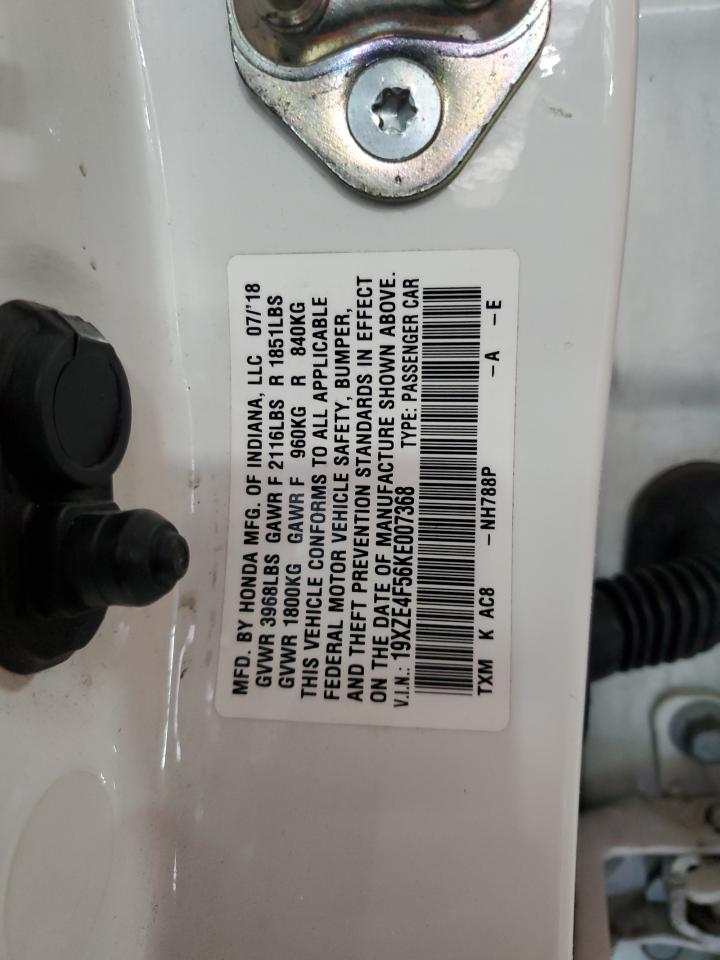 MFD. BY HONDA MFG. OF INDIANA, LLC 07/'18
GVWR 3968LBS GAWR F 2116LBS R 1851LBS
GVWR 1800KG GAWR F 960KG R 840KG
THIS VEHICLE CONFORMS TO ALL APPLICABLE
FEDERAL MOTOR VEHICLE SAFETY, BUMPER,
AND THEFT PREVENTION STANDARDS IN EFFECT
ON THE DATE OF MANUFACTURE SHOWN ABOVE.
V.I.N.: 19XZE4F56KE007368 TYPE: PASSENGER CAR
TXM K AC8 -NH788P -A -E